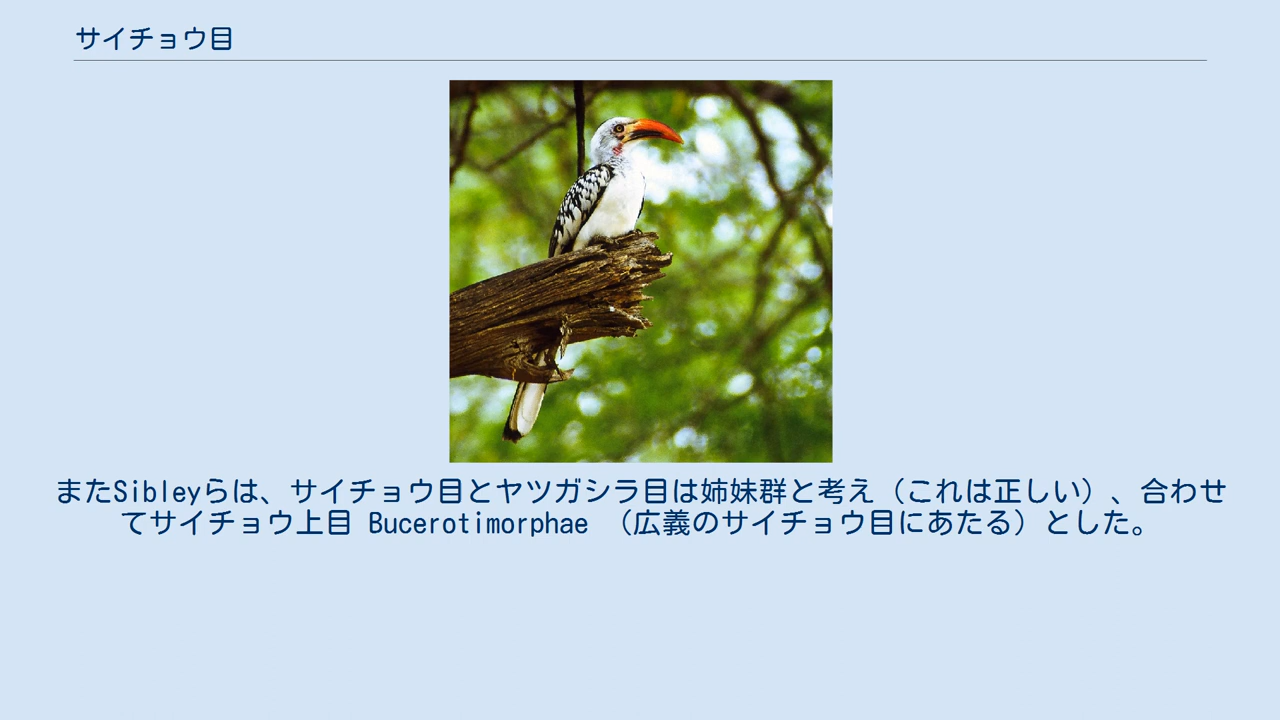 サイチョウ目
またSibleyらは、サイチョウ目とヤツガシラ目は姉妹群と考え（これは正しい）、合わせ
てサイチョウ上目 Bucerotimorphae （広義のサイチョウ目にあたる）とした。